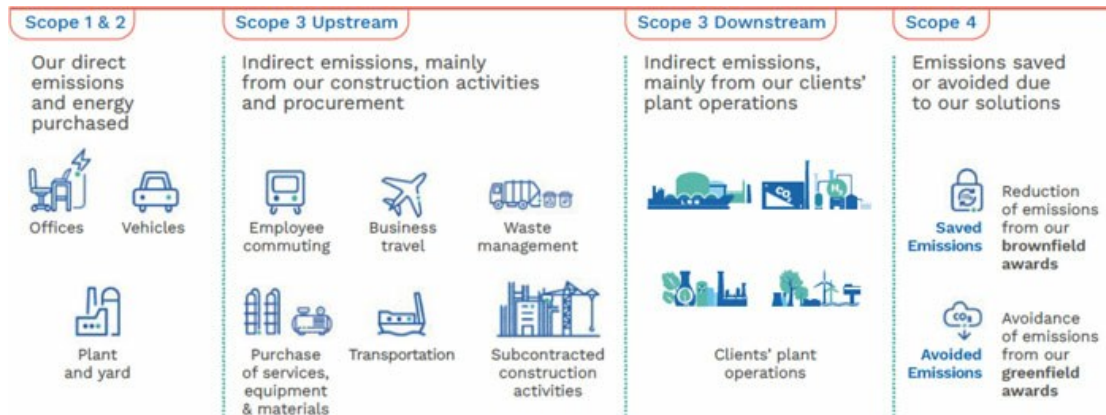 Scope 1 & 2
Our direct
emissions
and energy
purchased
Offices
Vehicles
Plant
and yard
Scope 3 Upstream
Indirect emissions, mainly
from our construction activities
and procurement
Employee
commuting
Business
travel
Waste
management
Purchase
of services,
equipment
& materials
Transportation
Subcontracted
construction
activities
Scope 3 Downstream
Indirect emissions,
mainly from our clients'
plant operations
CO₂
H₂
Clients' plant
operations
Scope 4
Emissions saved
or avoided due
to our solutions
Saved
Emissions
Reduction
of emissions
from our
brownfield
awards
CO₂
Avoided
Emissions
Avoidance
of emissions
from our
greenfield
awards